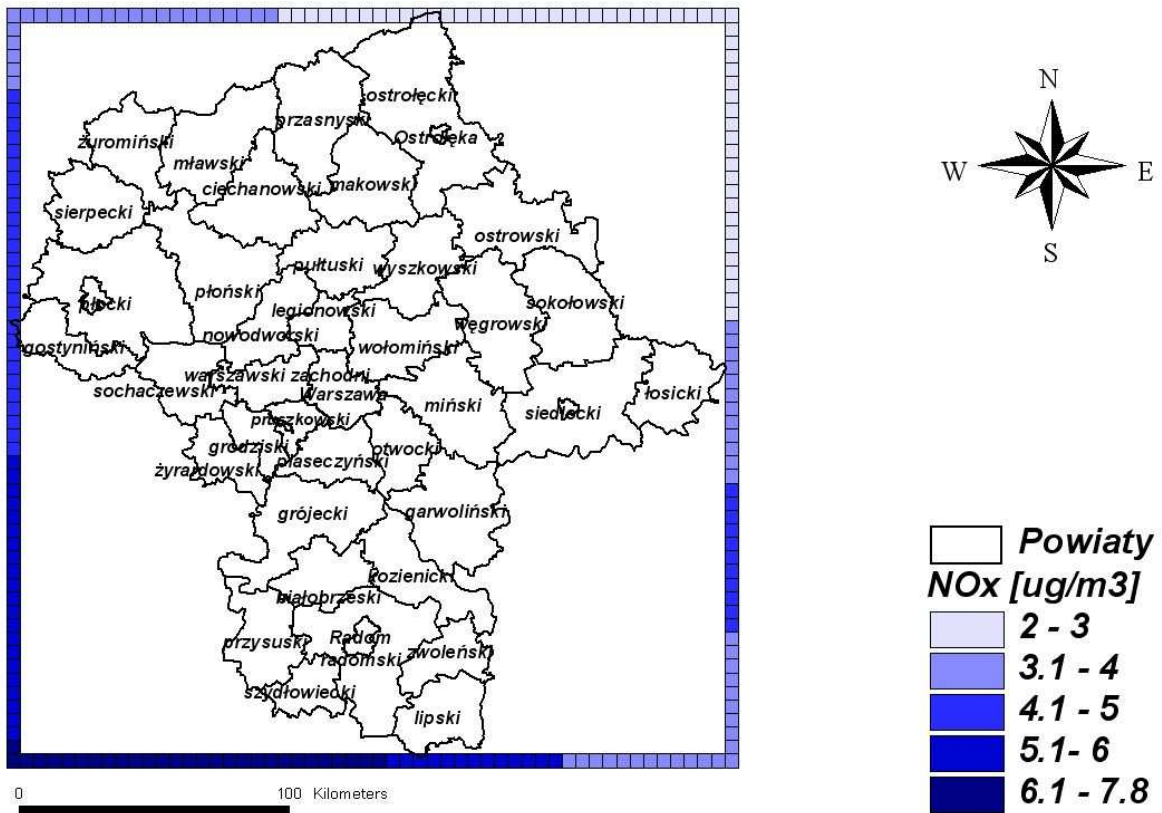 ostrołęcki
przasnyski
Ostrołęka
żuromiński
mławski
ciechanowski
makowski
sierpecki
ostrowski
pułtuski
wyszkowski
płoński
płocki
sokołowski
legionowski
węgrowski
nowodworski
wołomiński
gostyniński
warszawski zachodni
sochaczewski
Warszawa
miński
siedlecki
łosicki
pruszkowski
grodziski
otwocki
piaseczyński
żyrardowski
grójecki
garwoliński
kozienicki
białobrzeski
Radom
przysuski
zwoleński
radomski
szydłowiecki
lipski
N
W
E
S
Powiaty
NOx [ug/m3]
2 - 3
3.1 - 4
4.1 - 5
5.1- 6
6.1 - 7.8
0 100 Kilometers